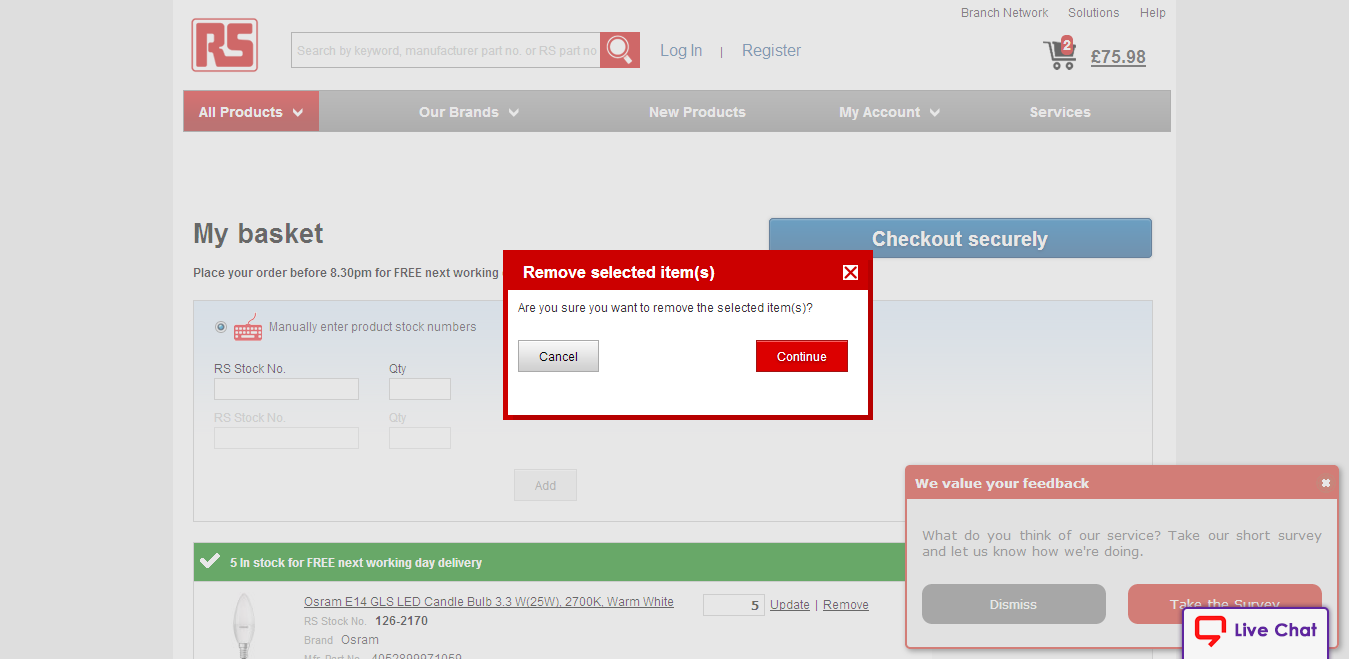 Branch Network Solutions Help
RS
Search by keyword, manufacturer part no. or RS part no
Log In | Register
2
£75.98
All Products Our Brands New Products My Account Services
My basket
Checkout securely
Place your order before 8.30pm for FREE next working
Remove selected item(s)
Are you sure you want to remove the selected item(s)?
Cancel Continue
Manually enter product stock numbers
RS Stock No. Qty
RS Stock No. Qty
Add
We value your feedback
What do you think of our service? Take our short survey
and let us know how we're doing.
Dismiss Take the Survey
Live Chat
5 In stock for FREE next working day delivery
Osram E14 GLS LED Candle Bulb 3.3 W(25W), 2700K, Warm White
5 Update | Remove
RS Stock No. 126-2170
Brand Osram
Mfr. Part No. 4052899971059